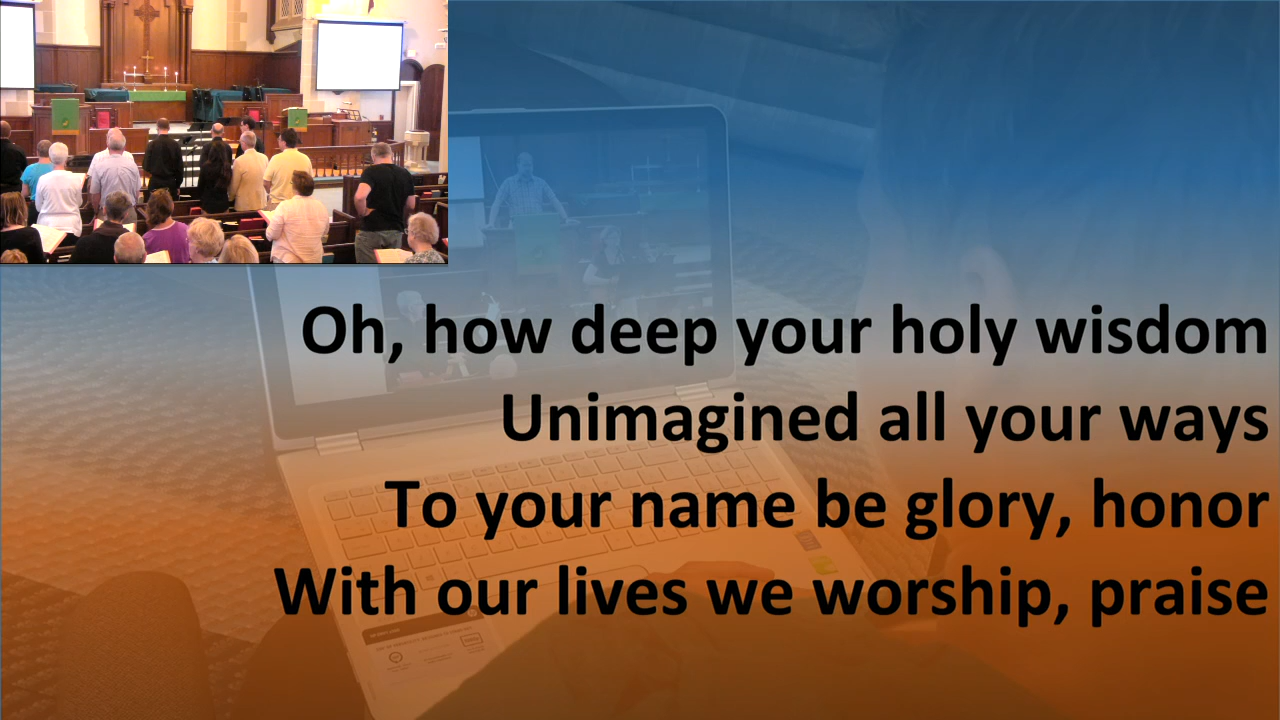 Oh, how deep your holy wisdom
Unimagined all your ways
To your name be glory, honor
With our lives we worship, praise